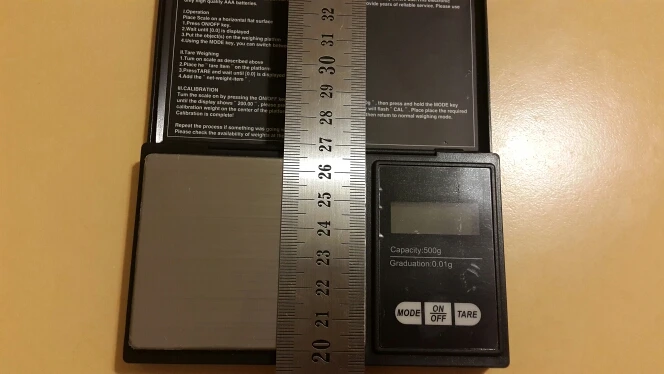 only high quality AAA batteries.
I.Operation
Place Scale on a horizontal flat surface
1.Press ON/OFF key.
2.Wait until [0.0] is displayed
3.Put the object(s) on the weighing
4.Using the MODE key, you can switch
II.Tare Weighing
1.Turn on scale as described above
2.Place the " tare item " on the platform
3.PressTARE and wait until [0.0] is displayed
4.Add the " net-weight-item "
III.CALIBRATION
Turn the scale on by pressing the ON/OFF
until the display shows " 200.00 ",
calibration weight on the center of the
Calibration is complete!
Repeat the process if something was
Please check the availability of weights
provide years of reliable service. Please use
then press and hold the MODE key
will flash " CAL ". Place place the required
then return to normal weighing mode.
32
31
30
29
28
27
26
25
24
23
22
21
20
Capacity:500g
Graduation:0.01g
MODE
ON
OFF
TARE